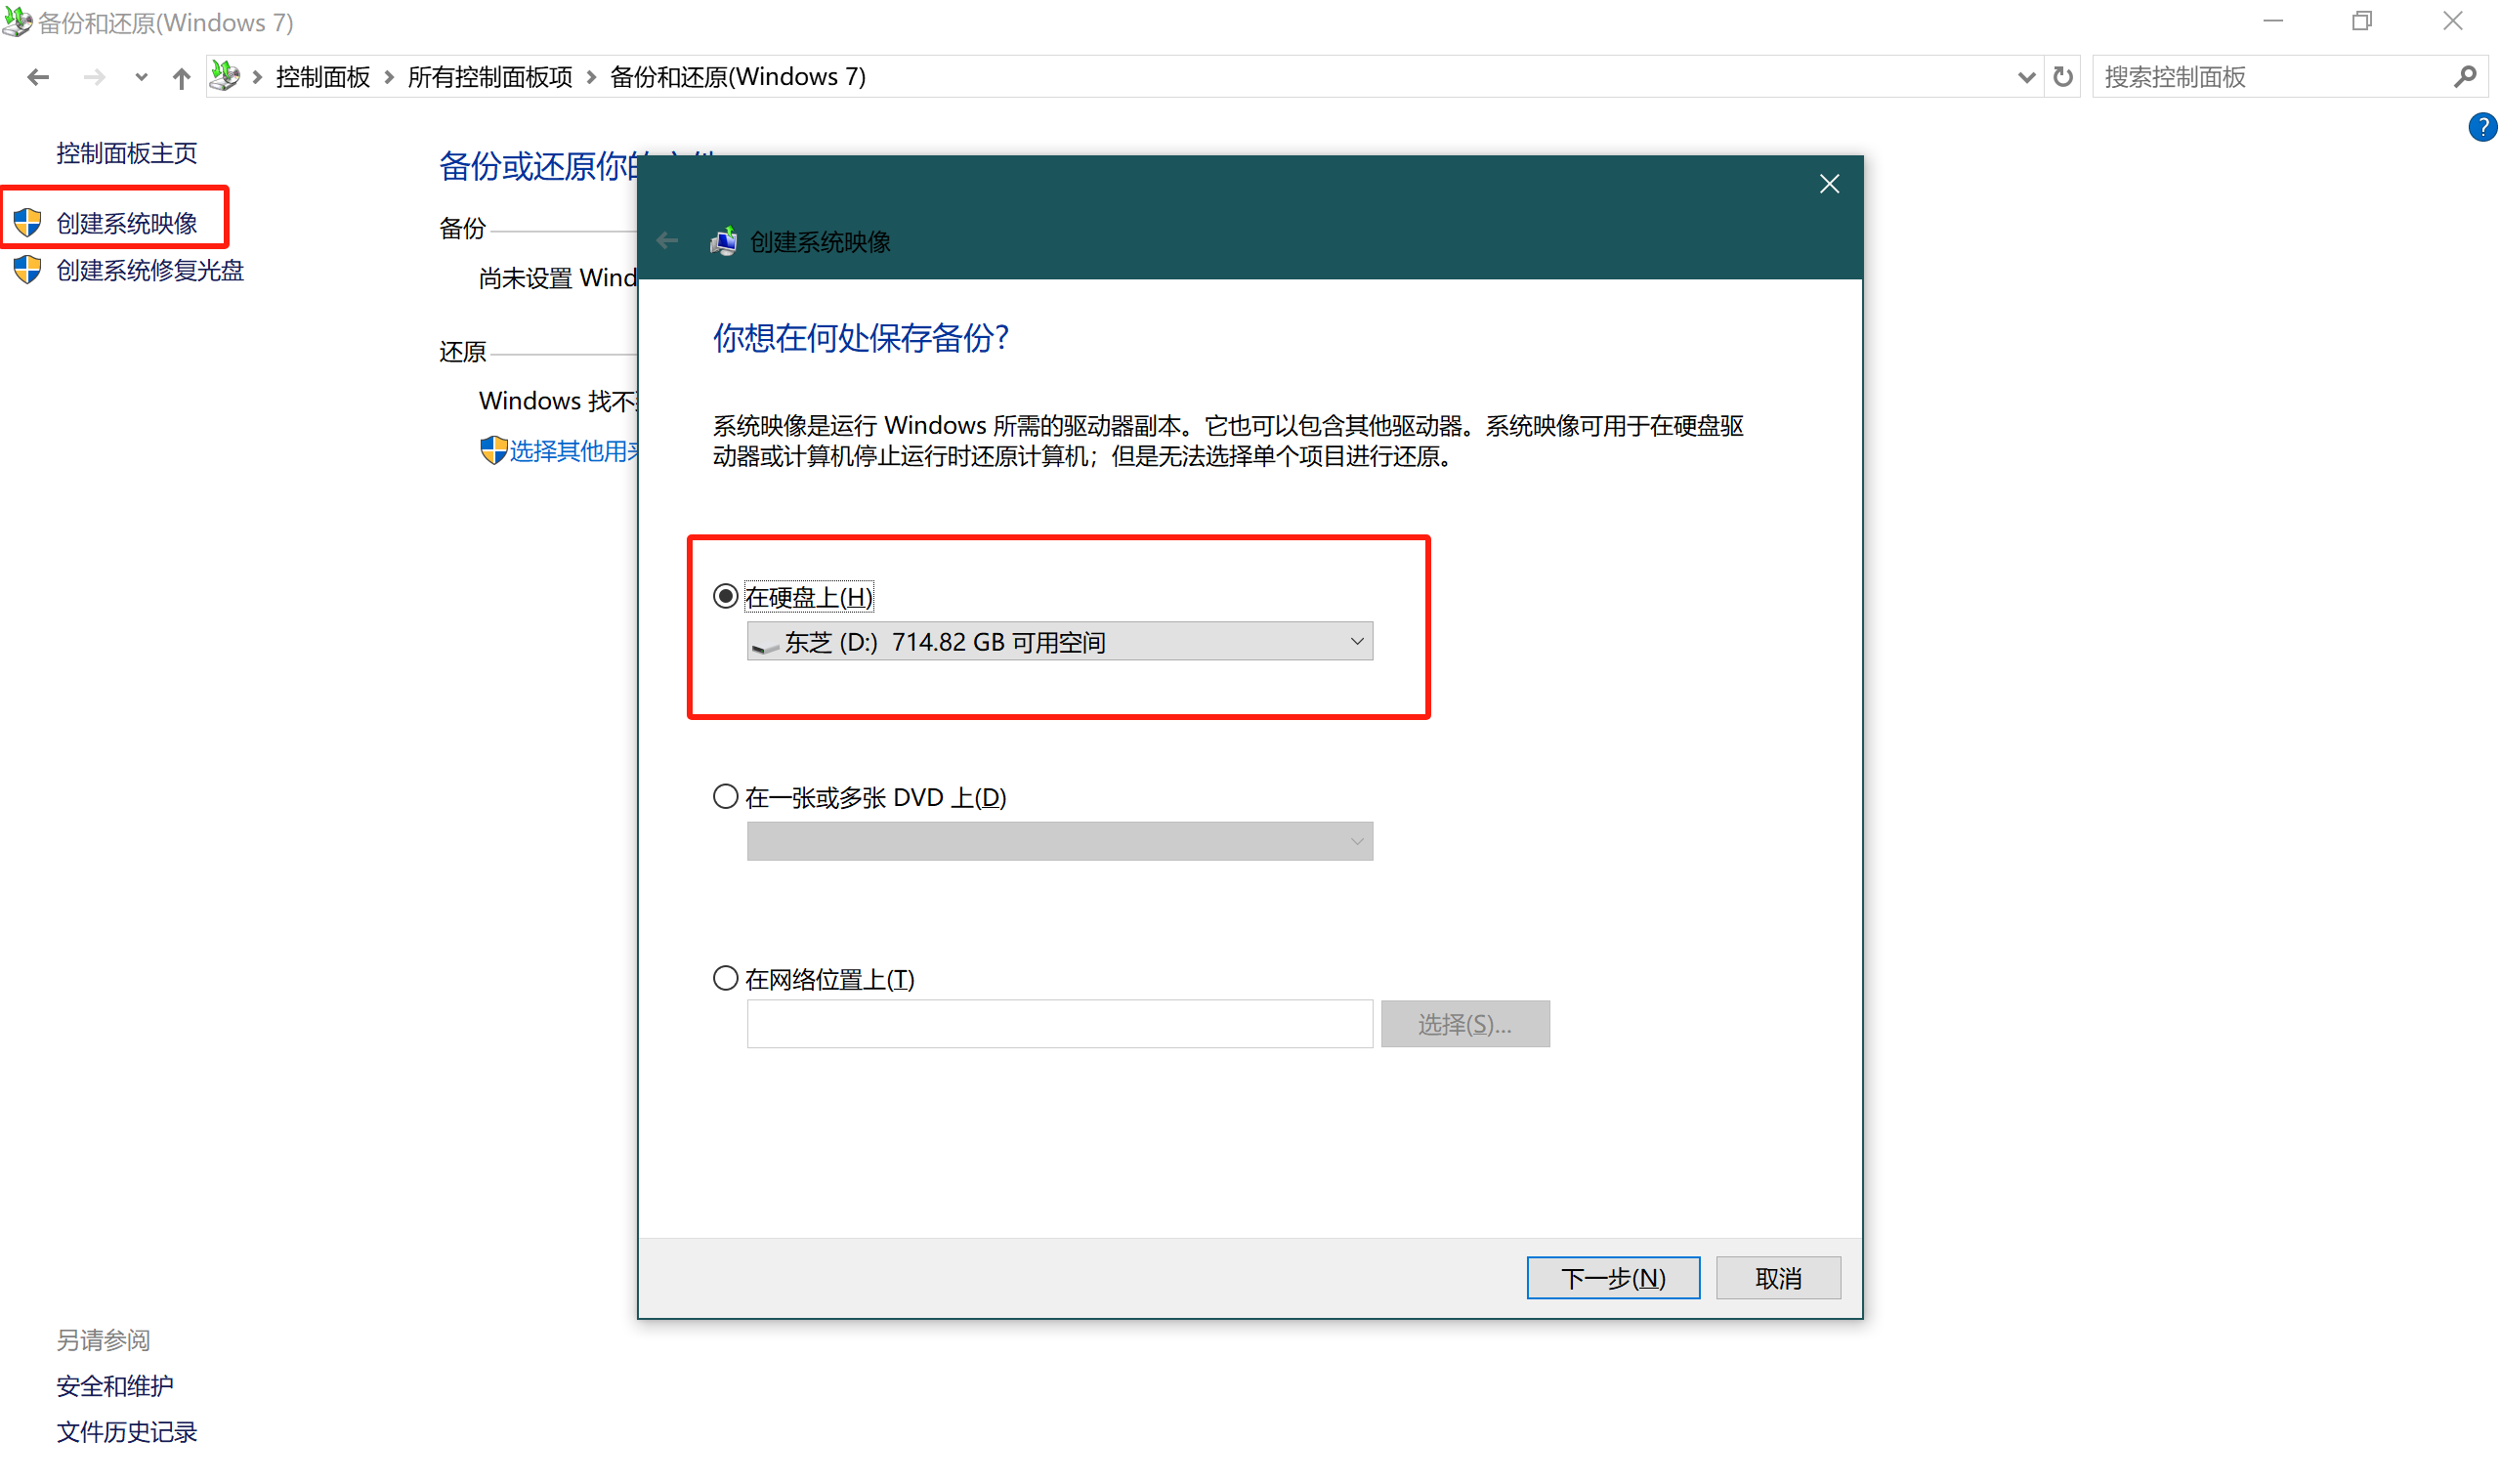 备份和还原(Windows 7)
控制面板 所有控制面板项 备份和还原(Windows 7)
搜索控制面板
控制面板主页
创建系统映像
创建系统修复光盘
备份或还原你的
备份
尚未设置 Wind
还原
Windows 找不
选择其他用
创建系统映像
你想在何处保存备份?
系统映像是运行 Windows 所需的驱动器副本。它也可以包含其他驱动器。系统映像可用于在硬盘驱
动器或计算机停止运行时还原计算机；但是无法选择单个项目进行还原。
在硬盘上(H)
东芝 (D:) 714.82 GB 可用空间
在一张或多张 DVD 上(D)
在网络位置上(T)
选择(S)...
下一步(N)
取消
另请参阅
安全和维护
文件历史记录